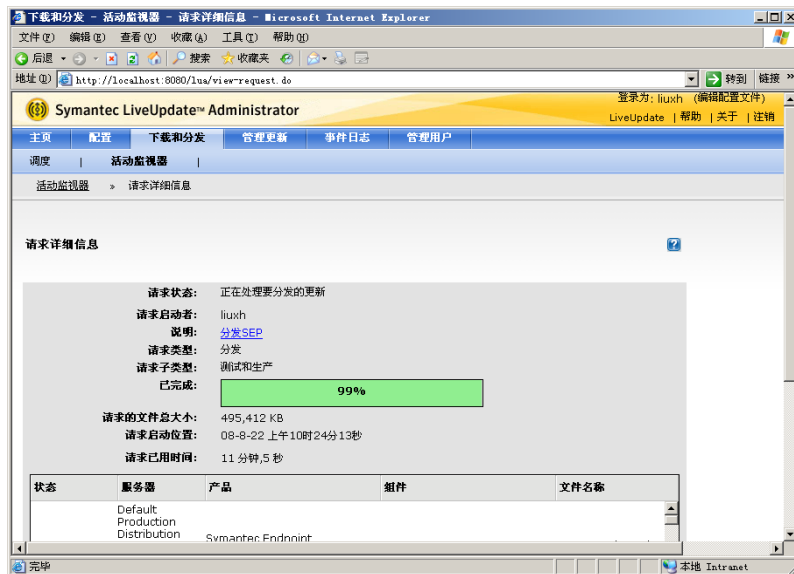 下载和分发 - 活动监视器 - 请求详细信息 - Microsoft Internet Explorer
文件(F) 编辑(E) 查看(V) 收藏(A) 工具(T) 帮助(H)
后退 搜索 收藏夹
地址(D) http://localhost:8080/lua/view-request.do 转到 链接 »
登录为: liuxh (编辑配置文件)
Symantec LiveUpdate™ Administrator
LiveUpdate | 帮助 | 关于 | 注销
主页 配置 下载和分发 管理更新 事件日志 管理用户
调度 | 活动监视器 |
活动监视器 » 请求详细信息
请求详细信息
请求状态: 正在处理要分发的更新
请求启动者: liuxh
说明: 分发SEP
请求类型: 分发
请求子类型: 测试和生产
已完成: 99%
请求的文件总大小: 495,412 KB
请求启动位置: 08-8-22 上午10时24分13秒
请求已用时间: 11 分钟,5 秒
状态 服务器 产品 组件 文件名称
Default
Production
Distribution
Symantec Endpoint
完毕 本地 Intranet